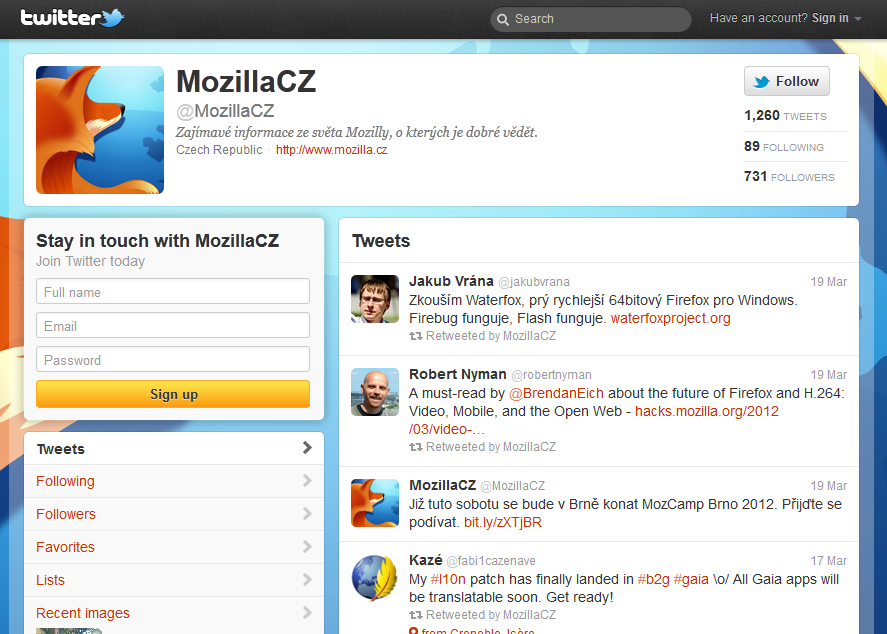 twitter
Search
Have an account? Sign in
MozillaCZ
@MozillaCZ
Zajímavé informace ze světa Mozilly, o kterých je dobré vědět.
Czech Republic · http://www.mozilla.cz
Follow
1,260 TWEETS
89 FOLLOWING
731 FOLLOWERS
Stay in touch with MozillaCZ
Join Twitter today
Full name
Email
Password
Sign up
Tweets
Following
Followers
Favorites
Lists
Recent images
Tweets
Jakub Vrána @jakubvrana 19 Mar
Zkouším Waterfox, prý rychlejší 64bitový Firefox pro Windows.
Firebug funguje, Flash funguje. waterfoxproject.org
Retweeted by MozillaCZ
Robert Nyman @robertnyman 19 Mar
A must-read by @BrendanEich about the future of Firefox and H.264:
Video, Mobile, and the Open Web - hacks.mozilla.org/2012
/03/video-…
Retweeted by MozillaCZ
MozillaCZ @MozillaCZ 19 Mar
Již tuto sobotu se bude v Brně konat MozCamp Brno 2012. Přijďte se
podívat. bit.ly/zXTjBR
Kazé @fabi1cazenave 17 Mar
My #l10n patch has finally landed in #b2g #gaia \o/ All Gaia apps will
be translatable soon. Get ready!
Retweeted by MozillaCZ
from Grenoble, Isère